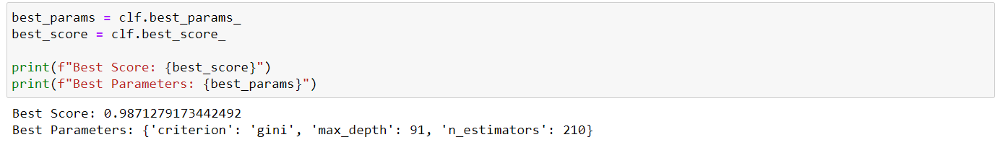 best_params = clf.best_params_
best_score = clf.best_score_
print(f"Best Score: {best_score}")
print(f"Best Parameters: {best_params}")
Best Score: 0.9871279173442492
Best Parameters: {'criterion': 'gini', 'max_depth': 91, 'n_estimators': 210}